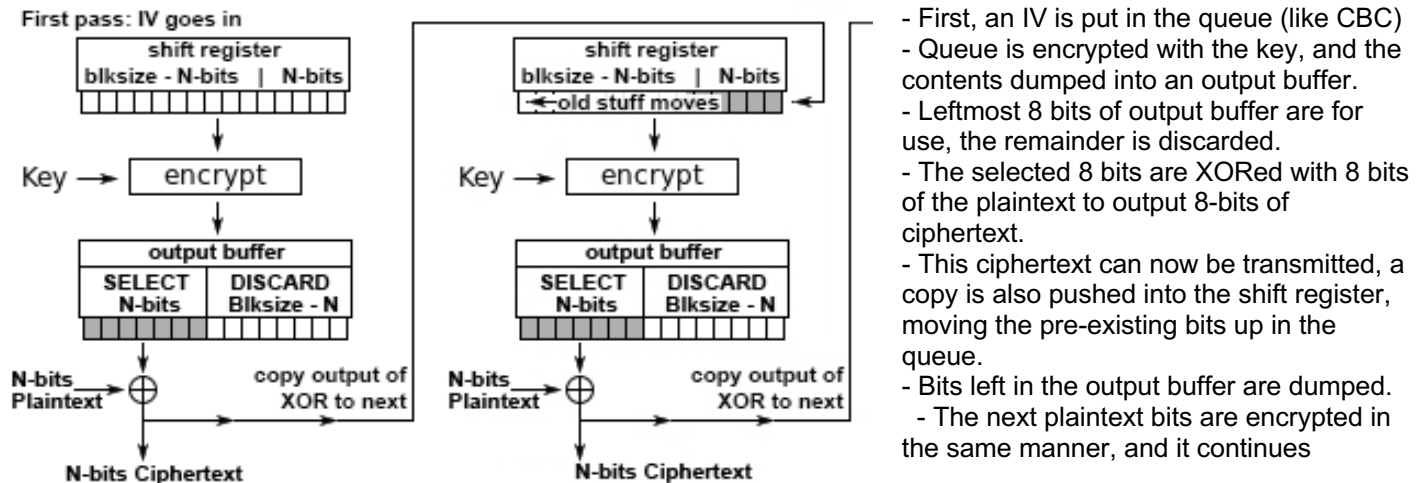 First pass: IV goes in
shift register
blksize - N-bits | N-bits
Key
encrypt
output buffer
SELECT
N-bits
DISCARD
Blksize - N
N-bits
Plaintext
copy output of
XOR to next
N-bits Ciphertext
shift register
blksize - N-bits | N-bits
old stuff moves
Key
encrypt
output buffer
SELECT
N-bits
DISCARD
Blksize - N
N-bits
Plaintext
copy output of
XOR to next
N-bits Ciphertext
- First, an IV is put in the queue (like CBC)
- Queue is encrypted with the key, and the
contents dumped into an output buffer.
- Leftmost 8 bits of output buffer are for
use, the remainder is discarded.
- The selected 8 bits are XORed with 8 bits
of the plaintext to output 8-bits of
ciphertext.
- This ciphertext can now be transmitted, a
copy is also pushed into the shift register,
moving the pre-existing bits up in the
queue.
- Bits left in the output buffer are dumped.
- The next plaintext bits are encrypted in
the same manner, and it continues